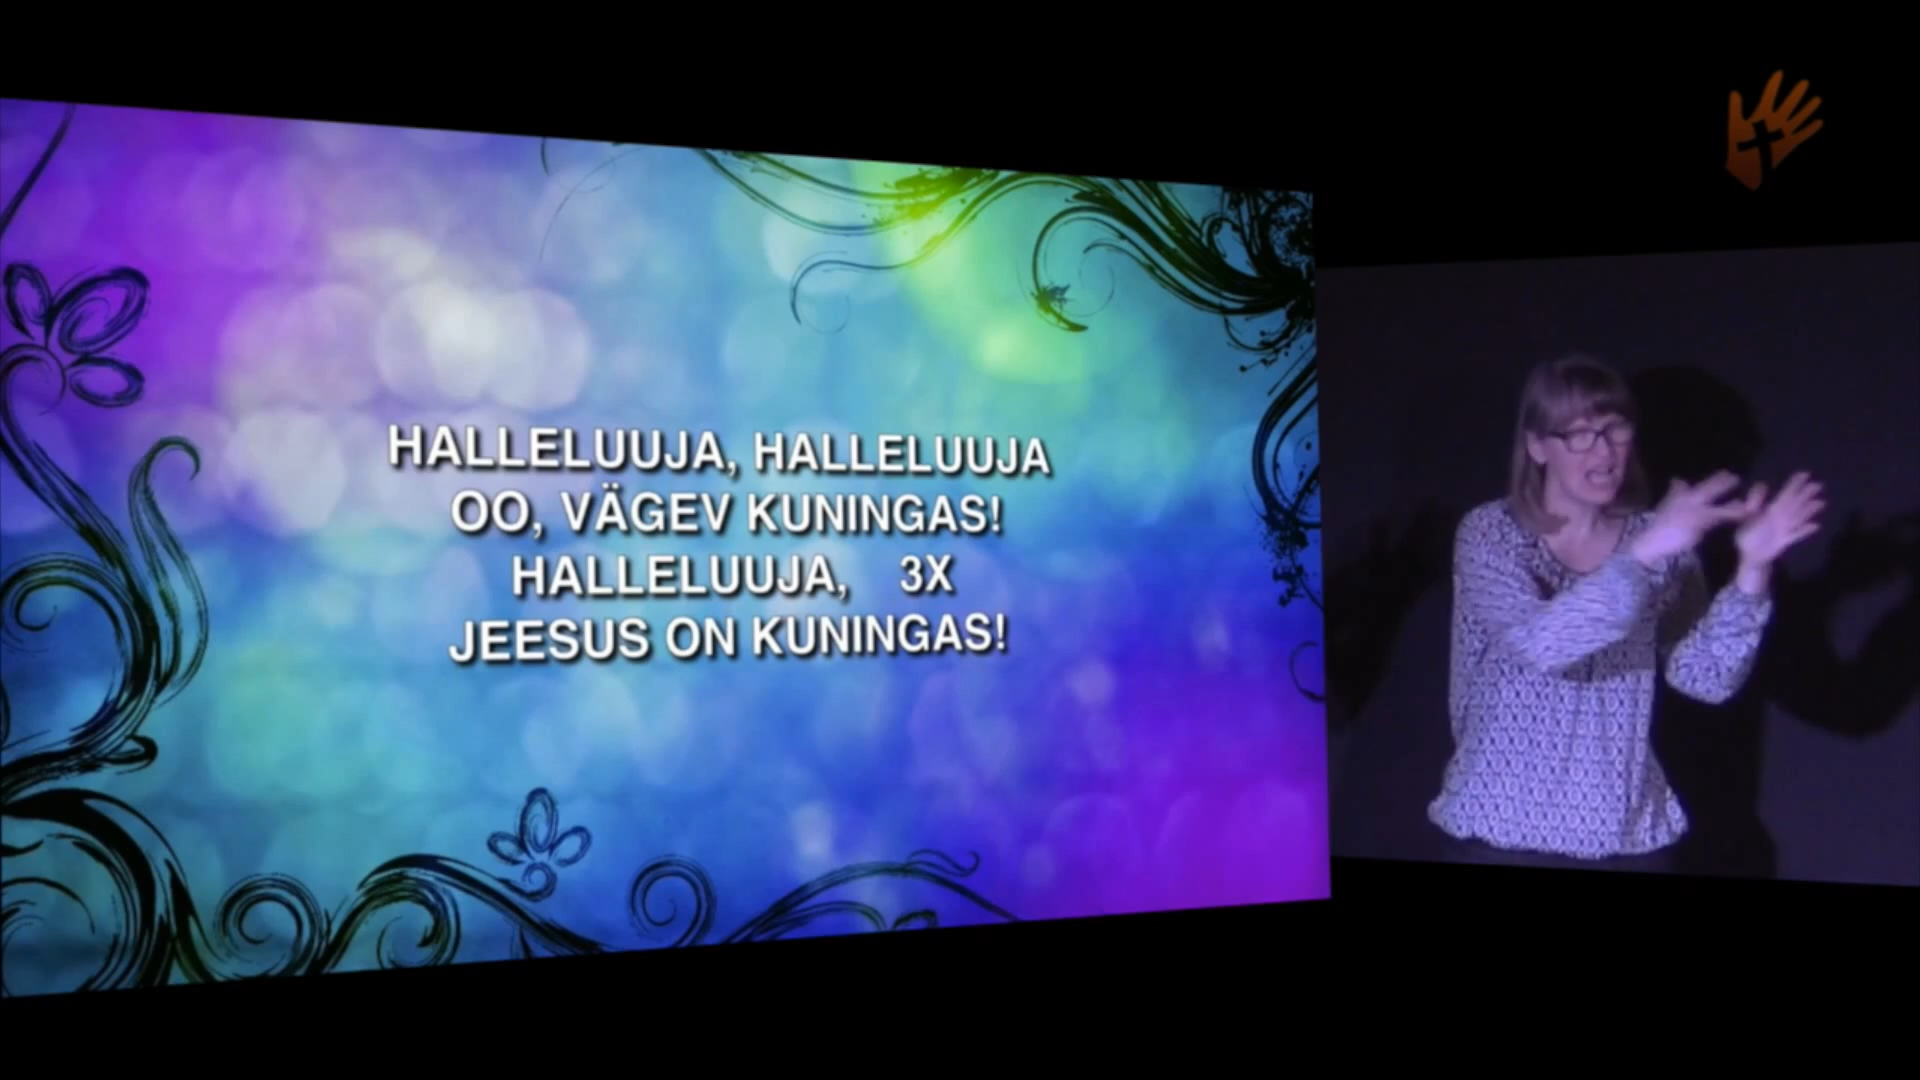 HALLELUUJA, HALLELUUJA
OO, VÄGEV KUNINGAS!
HALLELUUJA, 3X
JEESUS ON KUNINGAS!